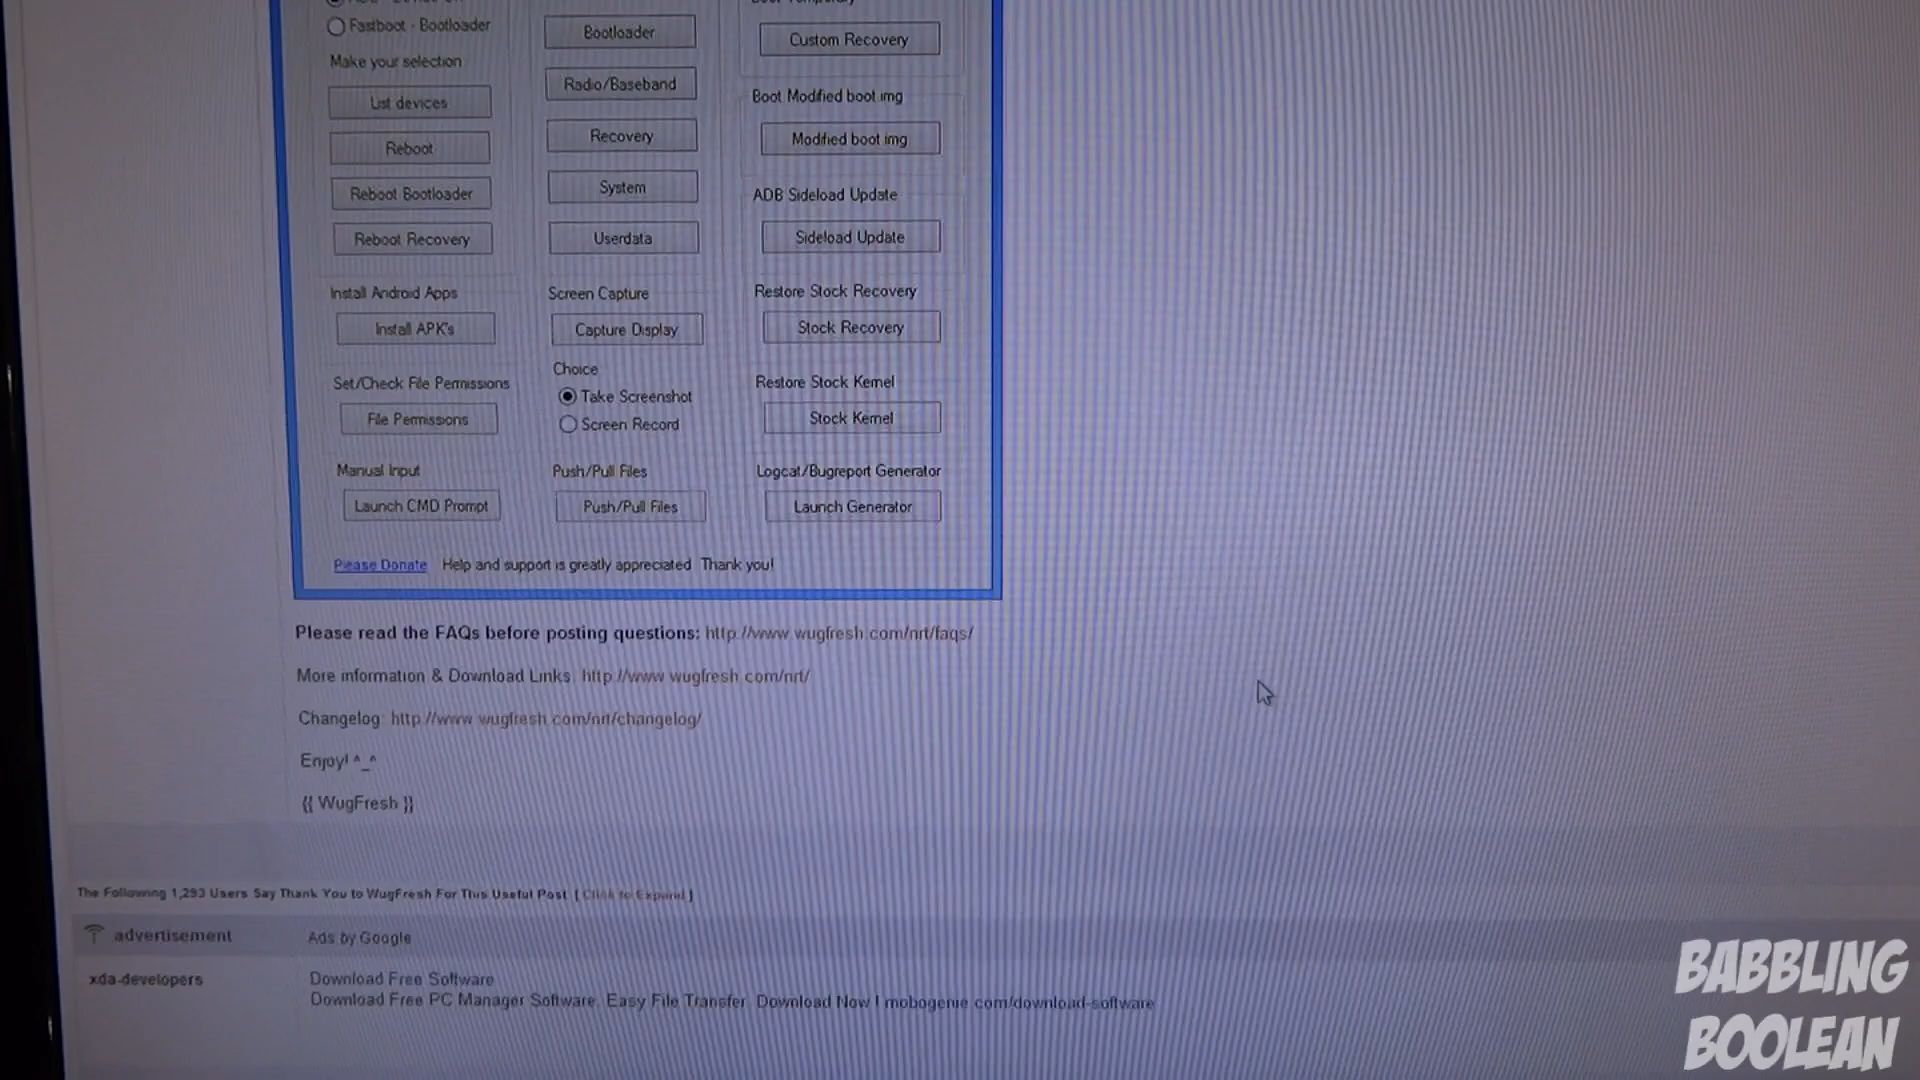 Fastboot - Bootloader
Make your selection
List devices
Reboot
Reboot Bootloader
Reboot Recovery
Install Android Apps
Install APK's
Set/Check File Permissions
File Permissions
Manual Input
Launch CMD Prompt
Bootloader
Radio/Baseband
Recovery
System
Userdata
Screen Capture
Capture Display
Choice
Take Screenshot
Screen Record
Push/Pull Files
Push/Pull Files
Custom Recovery
Boot Modified boot.img
Modified boot.img
ADB Sideload Update
Sideload Update
Restore Stock Recovery
Stock Recovery
Restore Stock Kernel
Stock Kernel
Logcat/Bugreport Generator
Launch Generator
Please Donate Help and support is greatly appreciated. Thank you!
Please read the FAQs before posting questions: http://www.wugfresh.com/nrt/faqs/
More information & Download Links: http://www.wugfresh.com/nrt/
Changelog: http://www.wugfresh.com/nrt/changelog/
Enjoy! ^_^
{{ WugFresh }}
The Following 1,293 Users Say Thank You to WugFresh For This Useful Post: [ Click to Expand ]
advertisement
Ads by Google
xda-developers
Download Free Software
Download Free PC Manager Software. Easy File Transfer. Download Now! mobogenie.com/download-software
BABBLING
BOOLEAN